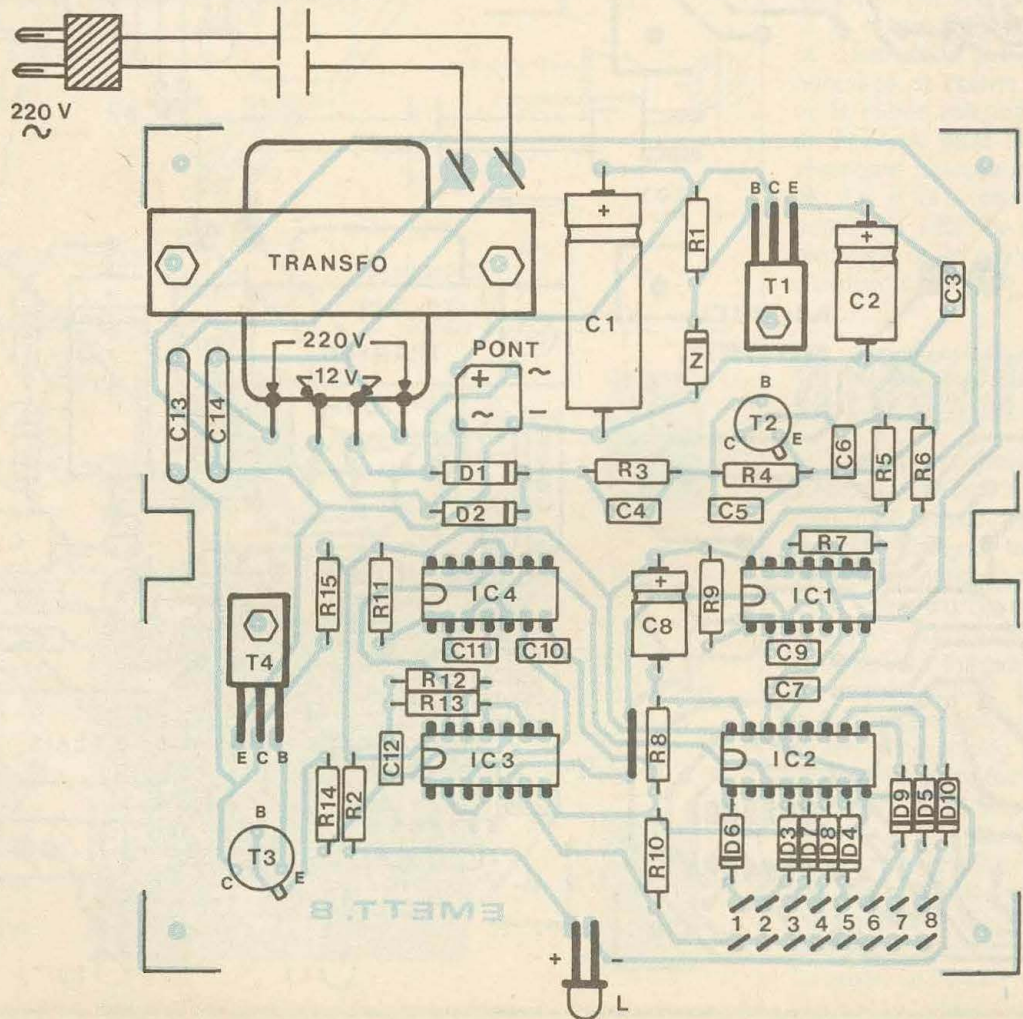 220 V
~
TRANSFO
220V
12V
C13
C14
PONT
+ ~
~ −
+
C1
R1
Z
B C E
T1
+
C2
C3
B
T2
C E
C6
R5
R6
D1
D2
R3
C4
R4
C5
R7
R15
R11
IC4
C11
C10
+
C8
R9
IC1
C9
C7
T4
E C B
R12
R13
C12
IC3
R8
IC2
R14
R2
B
T3
C E
R10
D6
D3
D7
D8
D4
D9
D5
D10
EMETT.8
1 2 3 4 5 6 7 8
+ −
L